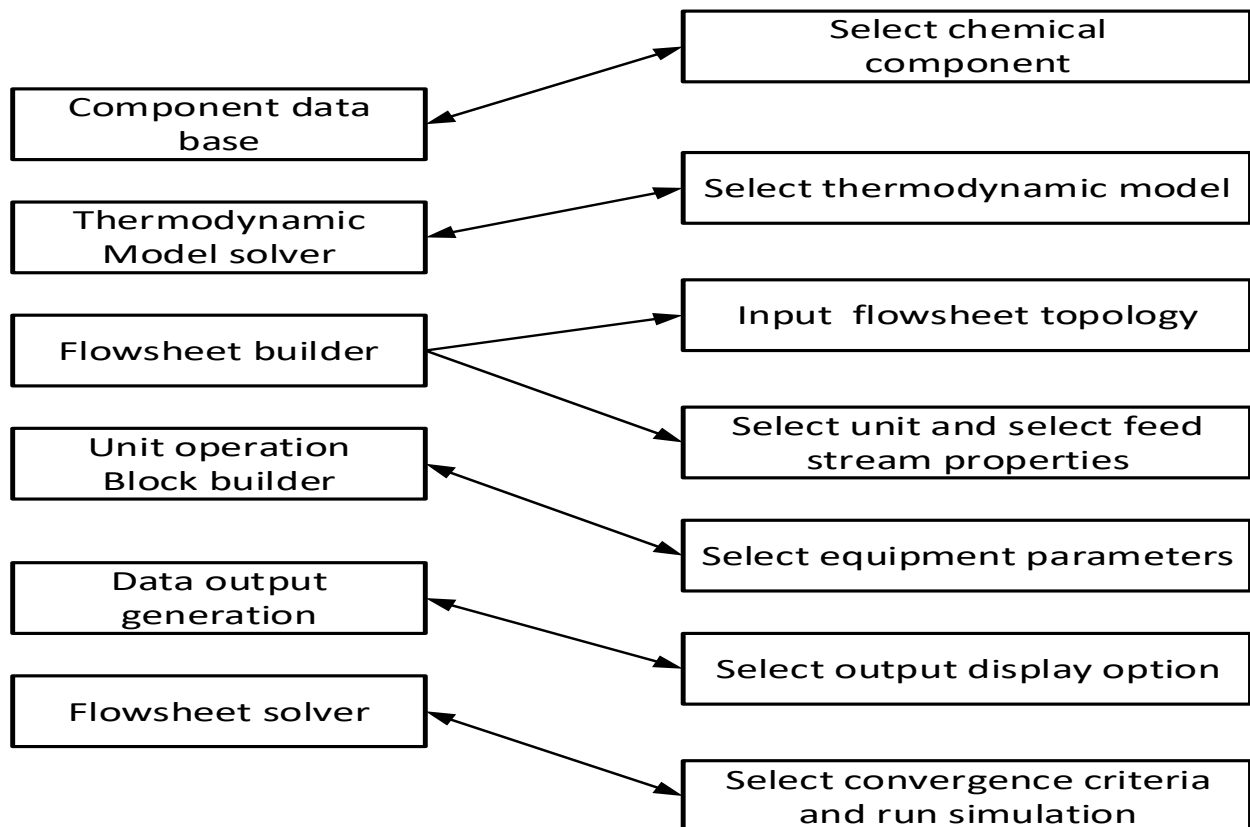 Select chemical
component
Component data
base
Select thermodynamic model
Thermodynamic
Model solver
Input  flowsheet topology
Flowsheet builder
Select unit and select feed
stream properties
Unit operation
Block builder
Select equipment parameters
Data output
generation
Select output display option
Flowsheet solver
Select convergence criteria
and run simulation